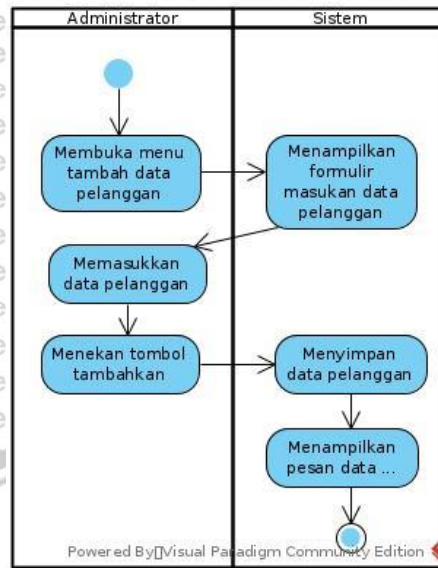 Administrator
Sistem
Membuka menu
tambah data
pelanggan
Menampilkan
formulir
masukan data
pelanggan
Memasukkan
data pelanggan
Menekan tombol
tambahkan
Menyimpan
data pelanggan
Menampilkan
pesan data ...
Powered By▯Visual Paradigm Community Edition